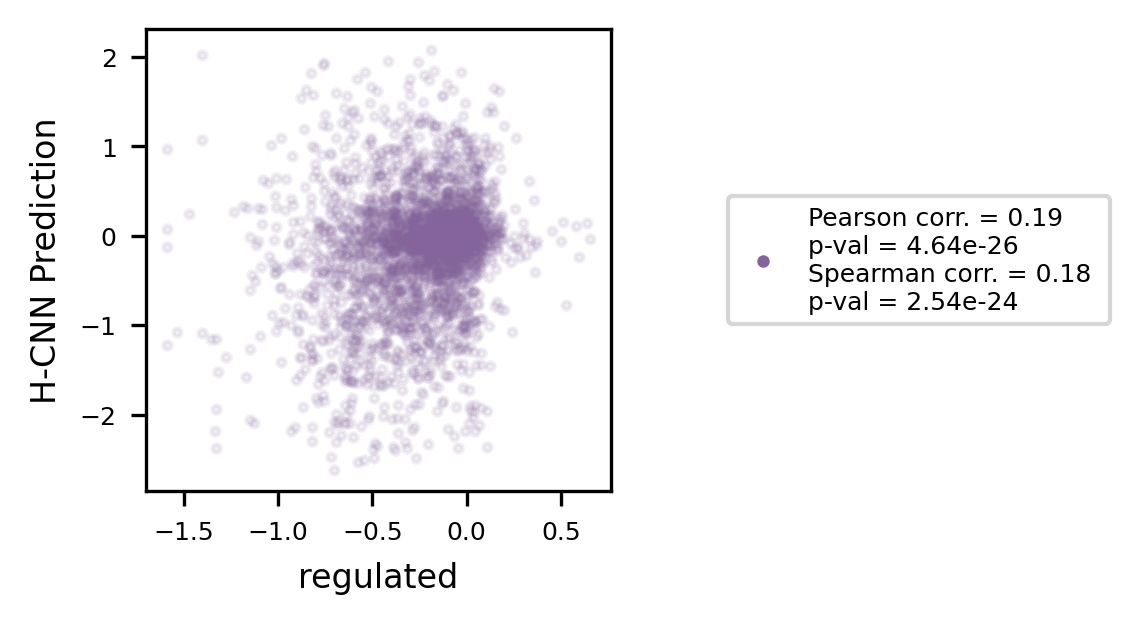 2
1
0
−1
−2
H-CNN Prediction
−1.5
−1.0
−0.5
0.0
0.5
regulated
Pearson corr. = 0.19
p-val = 4.64e-26
Spearman corr. = 0.18
p-val = 2.54e-24